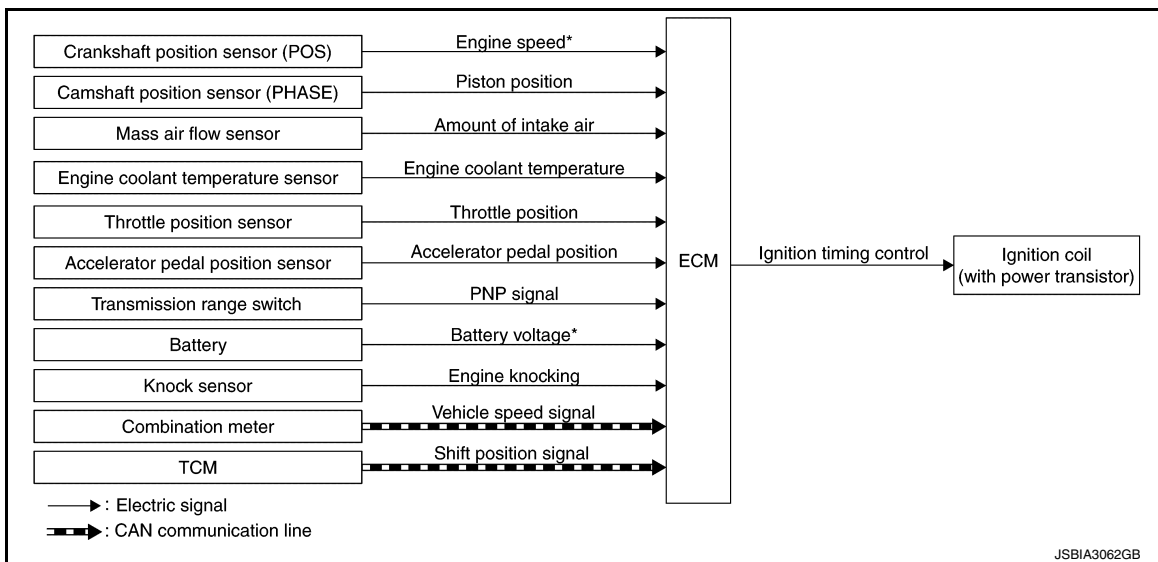 Crankshaft position sensor (POS)
Engine speed*
Camshaft position sensor (PHASE)
Piston position
Mass air flow sensor
Amount of intake air
Engine coolant temperature sensor
Engine coolant temperature
Throttle position sensor
Throttle position
Accelerator pedal position sensor
Accelerator pedal position
Transmission range switch
PNP signal
Battery
Battery voltage*
Knock sensor
Engine knocking
Combination meter
Vehicle speed signal
TCM
Shift position signal
ECM
Ignition timing control
Ignition coil
(with power transistor)
: Electric signal
: CAN communication line
JSBIA3062GB